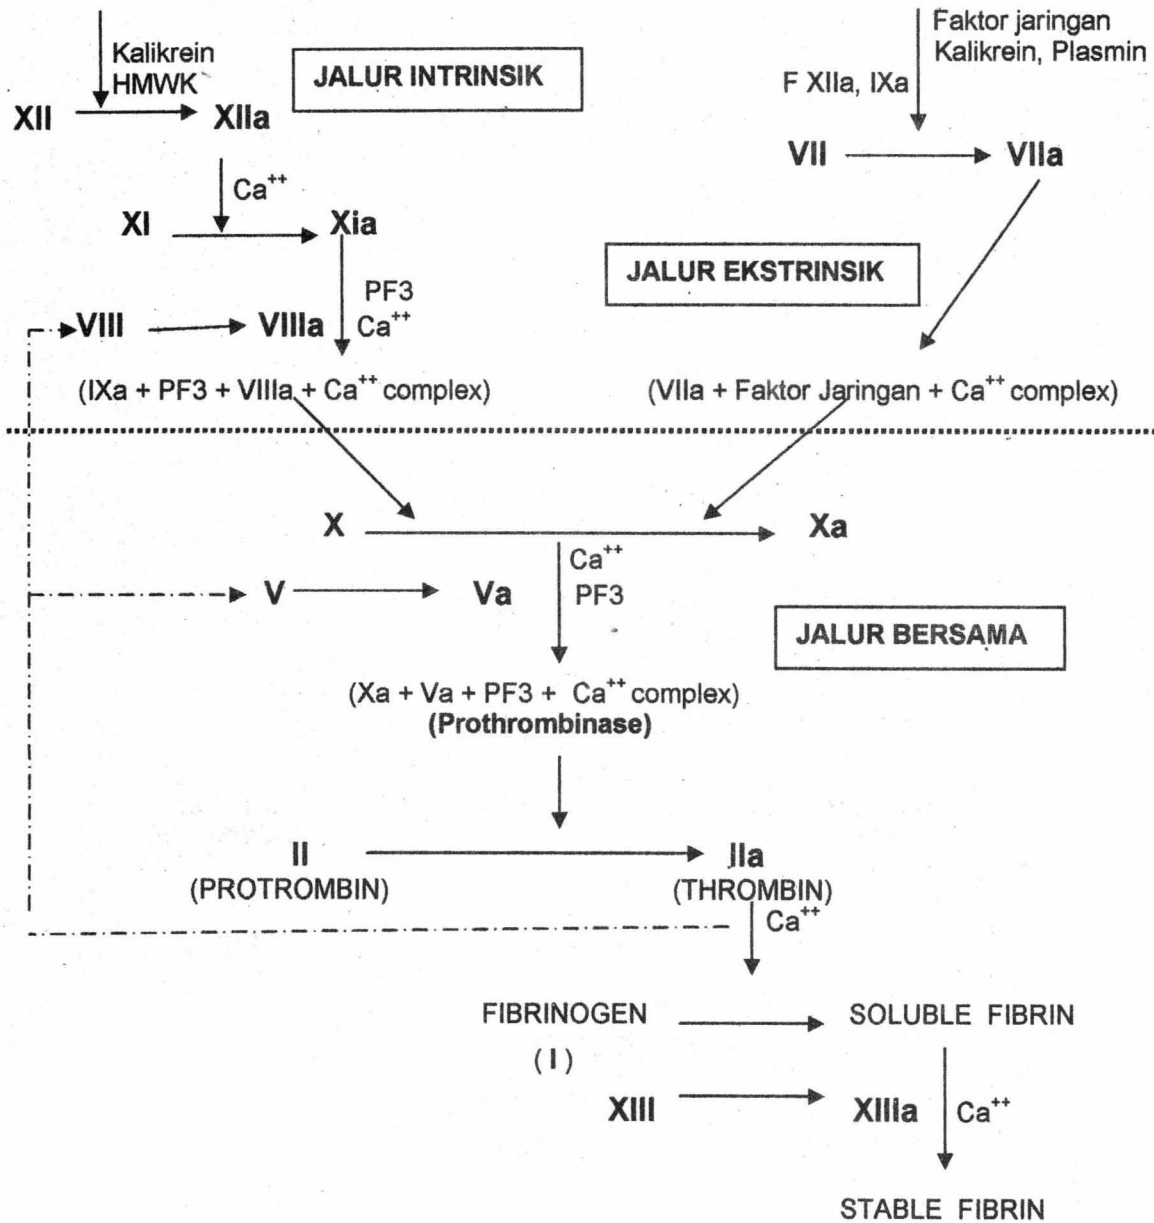 Kalikrein
HMWK
JALUR INTRINSIK
Faktor jaringan
Kalikrein, Plasmin
F XIIa, IXa
XII
XIIa
VII
VIIa
Ca⁺⁺
XI
Xia
JALUR EKSTRINSIK
PF3
VIII
VIIIa
Ca⁺⁺
(IXa + PF3 + VIIIa + Ca⁺⁺ complex)
(VIIa + Faktor Jaringan + Ca⁺⁺ complex)
X
Xa
Ca⁺⁺
V
Va
PF3
JALUR BERSAMA
(Xa + Va + PF3 + Ca⁺⁺ complex)
(Prothrombinase)
II
IIa
(PROTROMBIN)
(THROMBIN)
Ca⁺⁺
FIBRINOGEN
SOLUBLE FIBRIN
(I)
XIII
XIIIa
Ca⁺⁺
STABLE FIBRIN